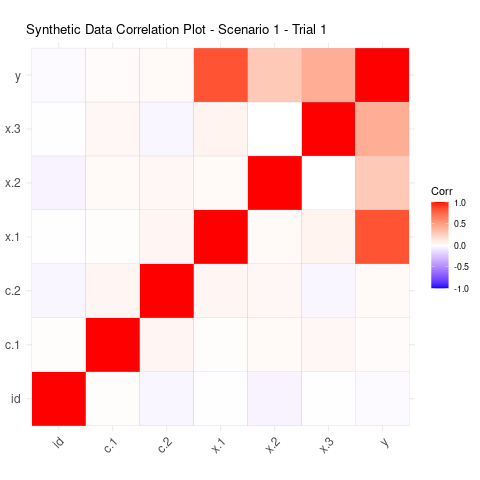 Synthetic Data Correlation Plot - Scenario 1 - Trial 1
y
x.3
x.2
x.1
c.2
c.1
id
id
c.1
c.2
x.1
x.2
x.3
y
Corr
1.0
0.5
0.0
-0.5
-1.0